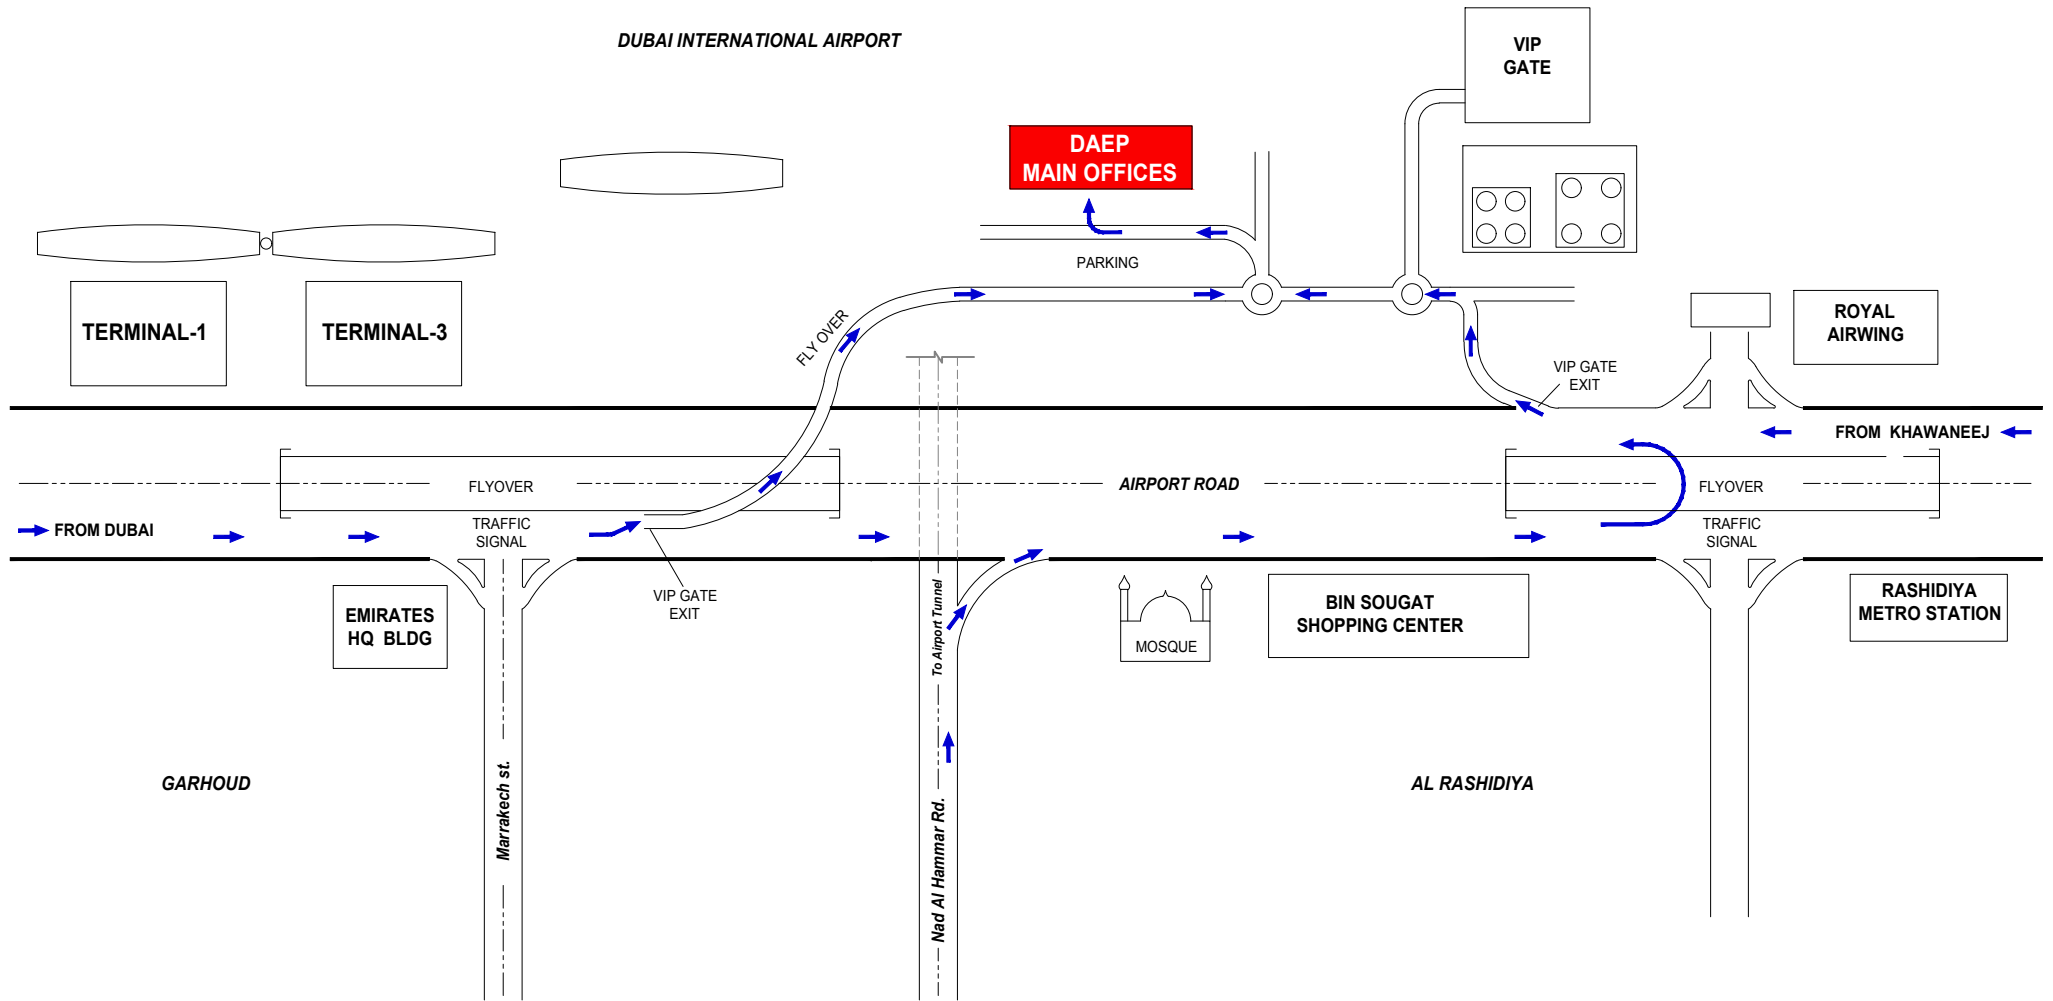 DUBAI INTERNATIONAL AIRPORT
VIP
GATE
DAEP
MAIN OFFICES
PARKING
TERMINAL-1
TERMINAL-3
FLY OVER
ROYAL
AIRWING
VIP GATE
EXIT
FROM KHAWANEEJ
FLYOVER
AIRPORT ROAD
FLYOVER
FROM DUBAI
TRAFFIC
SIGNAL
TRAFFIC
SIGNAL
VIP GATE
EXIT
To Airport Tunnel
EMIRATES
HQ BLDG
MOSQUE
BIN SOUGAT
SHOPPING CENTER
RASHIDIYA
METRO STATION
GARHOUD
Marrakech st.
Nad Al Hammar Rd.
AL RASHIDIYA